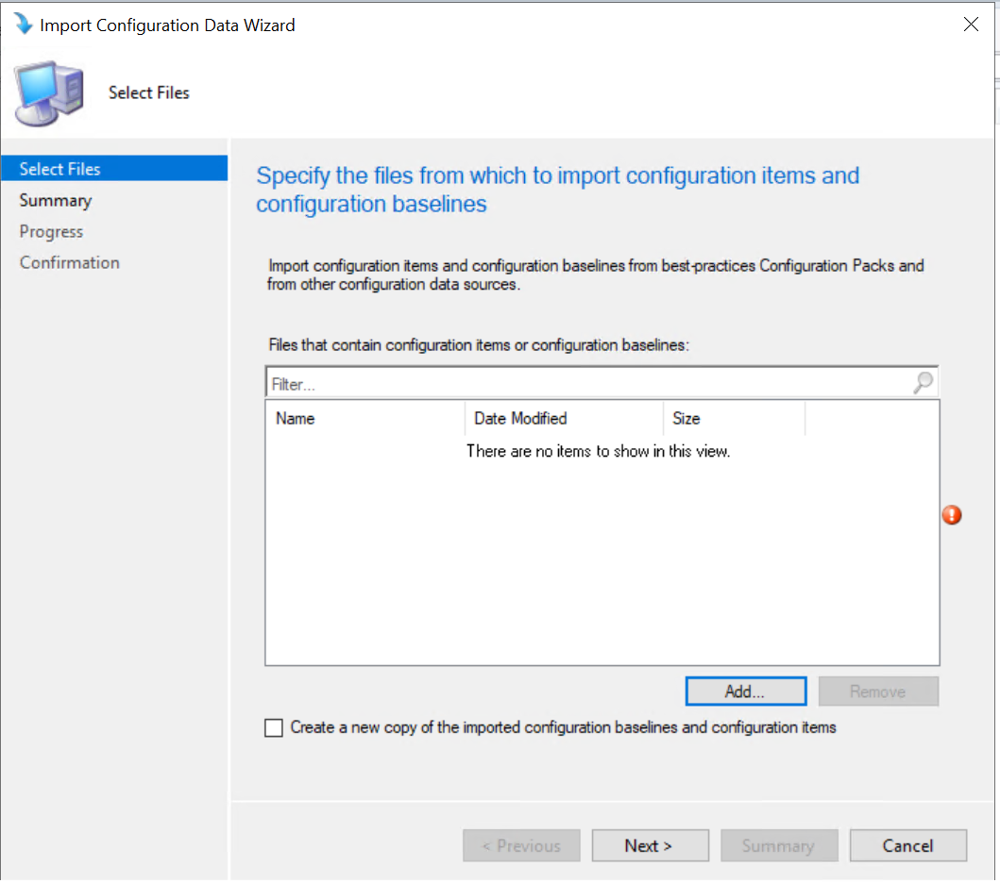 Import Configuration Data Wizard
Select Files
Select Files
Summary
Progress
Confirmation
Specify the files from which to import configuration items and
configuration baselines
Import configuration items and configuration baselines from best-practices Configuration Packs and
from other configuration data sources.
Files that contain configuration items or configuration baselines:
Filter...
Name Date Modified Size
There are no items to show in this view.
Add... Remove
Create a new copy of the imported configuration baselines and configuration items
< Previous Next > Summary Cancel